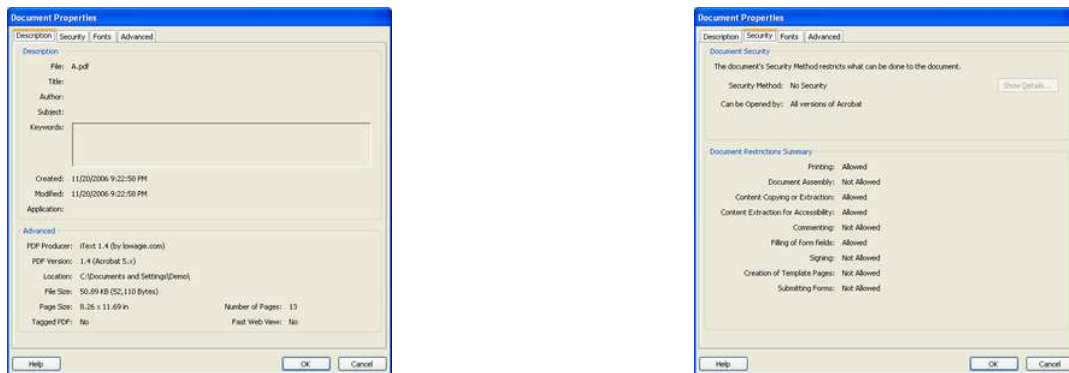 Document Properties
Description Security Fonts Advanced
Description
File: A.pdf
Title:
Author:
Subject:
Keywords:
Created: 11/20/2006 9:22:58 PM
Modified: 11/20/2006 9:22:58 PM
Application:
Advanced
PDF Producer: iText 1.4 (by lowagie.com)
PDF Version: 1.4 (Acrobat 5.x)
Location: C:\Documents and Settings\Demo\
File Size: 50.89 KB (52,110 Bytes)
Page Size: 8.26 x 11.69 in Number of Pages: 13
Tagged PDF: No Fast Web View: No
Help OK Cancel
Document Properties
Description Security Fonts Advanced
Document Security
The document's Security Method restricts what can be done to the document.
Security Method: No Security Show Details...
Can be Opened by: All versions of Acrobat
Document Restrictions Summary
Printing: Allowed
Document Assembly: Not Allowed
Content Copying or Extraction: Allowed
Content Extraction for Accessibility: Allowed
Commenting: Not Allowed
Filling of form fields: Allowed
Signing: Not Allowed
Creation of Template Pages: Not Allowed
Submitting Forms: Not Allowed
Help OK Cancel